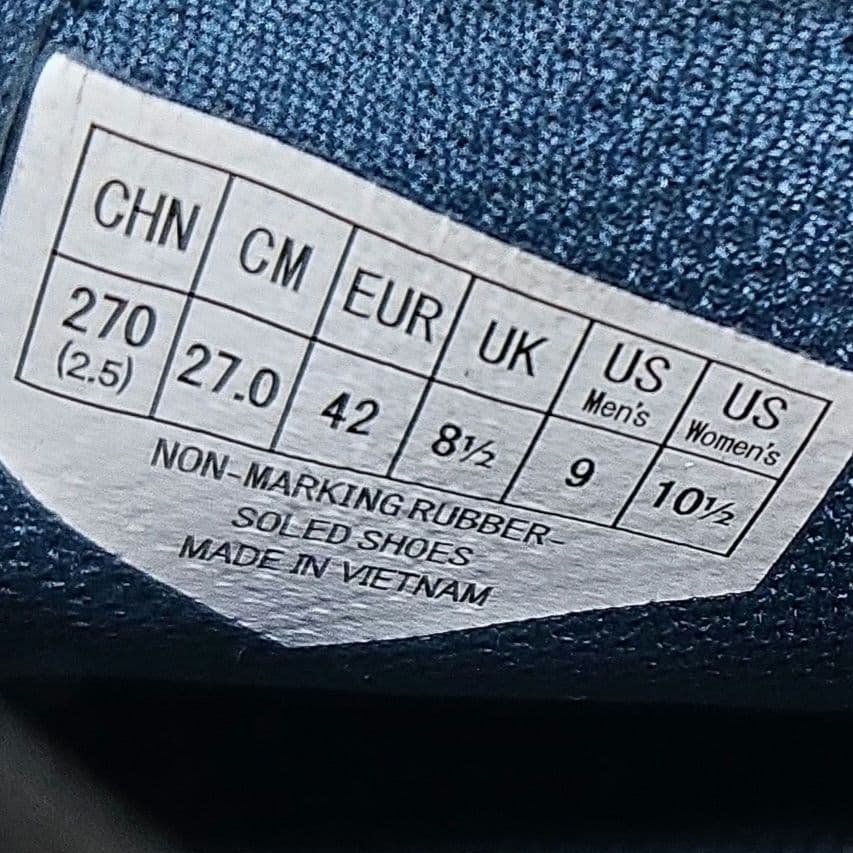 CHN CM EUR UK US Men's US Women's
270 (2.5) 27.0 42 8½ 9 10½
NON-MARKING RUBBER-
SOLED SHOES
MADE IN VIETNAM